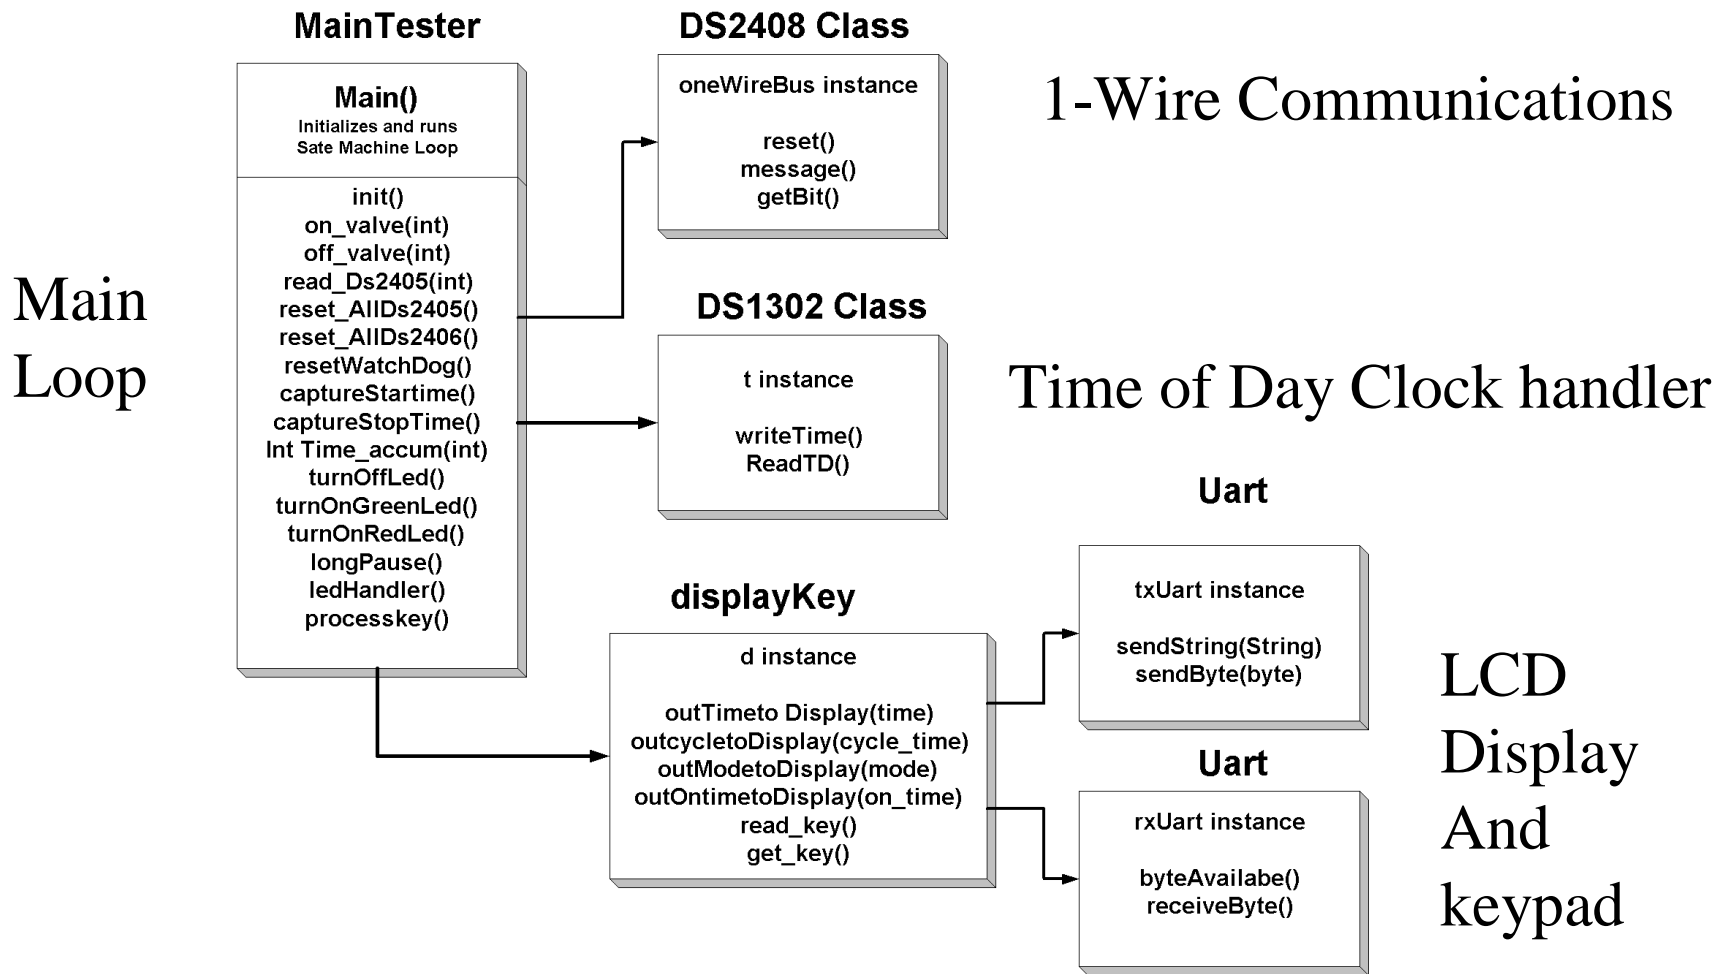 MainTester
Main()
Initializes and runs
Sate Machine Loop
init()
on_valve(int)
off_valve(int)
read_Ds2405(int)
reset_AllDs2405()
reset_AllDs2406()
resetWatchDog()
captureStartime()
captureStopTime()
Int Time_accum(int)
turnOffLed()
turnOnGreenLed()
turnOnRedLed()
longPause()
ledHandler()
processkey()
Main
Loop
DS2408 Class
oneWireBus instance
reset()
message()
getBit()
1-Wire Communications
DS1302 Class
t instance
writeTime()
ReadTD()
Time of Day Clock handler
displayKey
d instance
outTimeto Display(time)
outcycletoDisplay(cycle_time)
outModetoDisplay(mode)
outOntimetoDisplay(on_time)
read_key()
get_key()
Uart
txUart instance
sendString(String)
sendByte(byte)
Uart
rxUart instance
byteAvailabe()
receiveByte()
LCD
Display
And
keypad